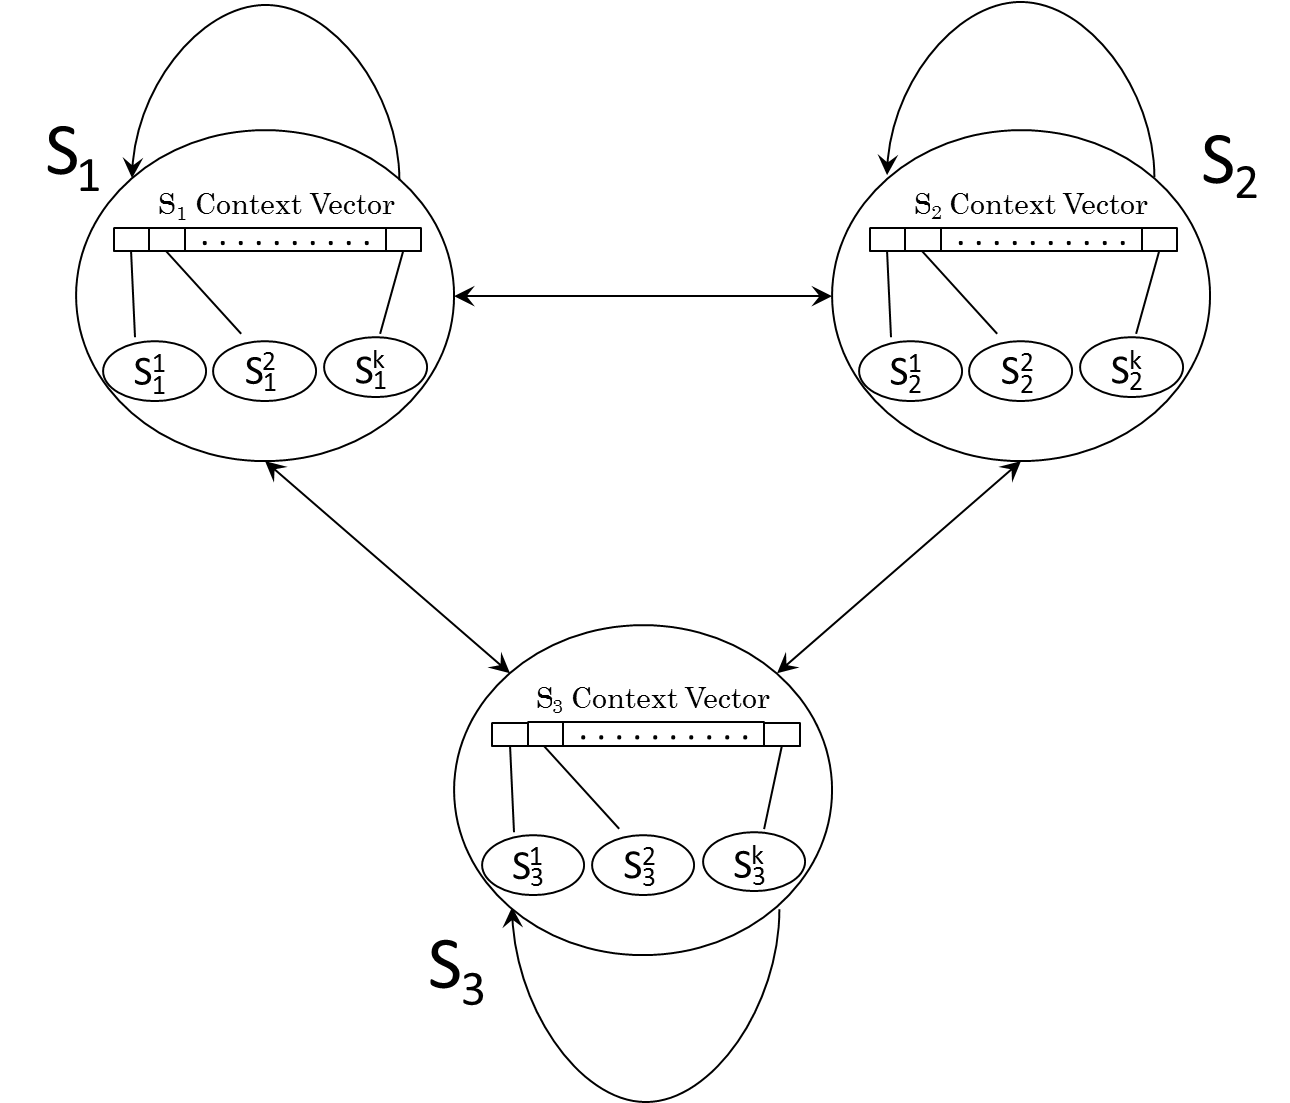 S₁
S₁ Context Vector
S₁¹ S₁² S₁ᵏ
S₂
S₂ Context Vector
S₂¹ S₂² S₂ᵏ
S₃ Context Vector
S₃¹ S₃² S₃ᵏ
S₃